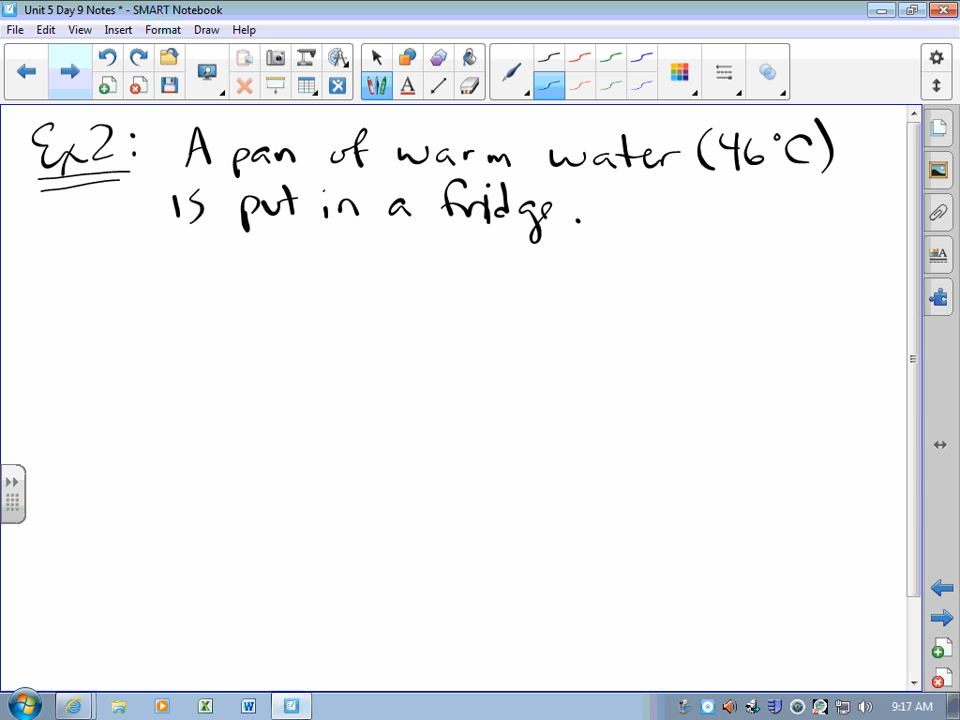 Unit 5 Day 9 Notes * - SMART Notebook
File Edit View Insert Format Draw Help
Ex2: A pan of warm water (46°C)
is put in a fridge.
9:17 AM